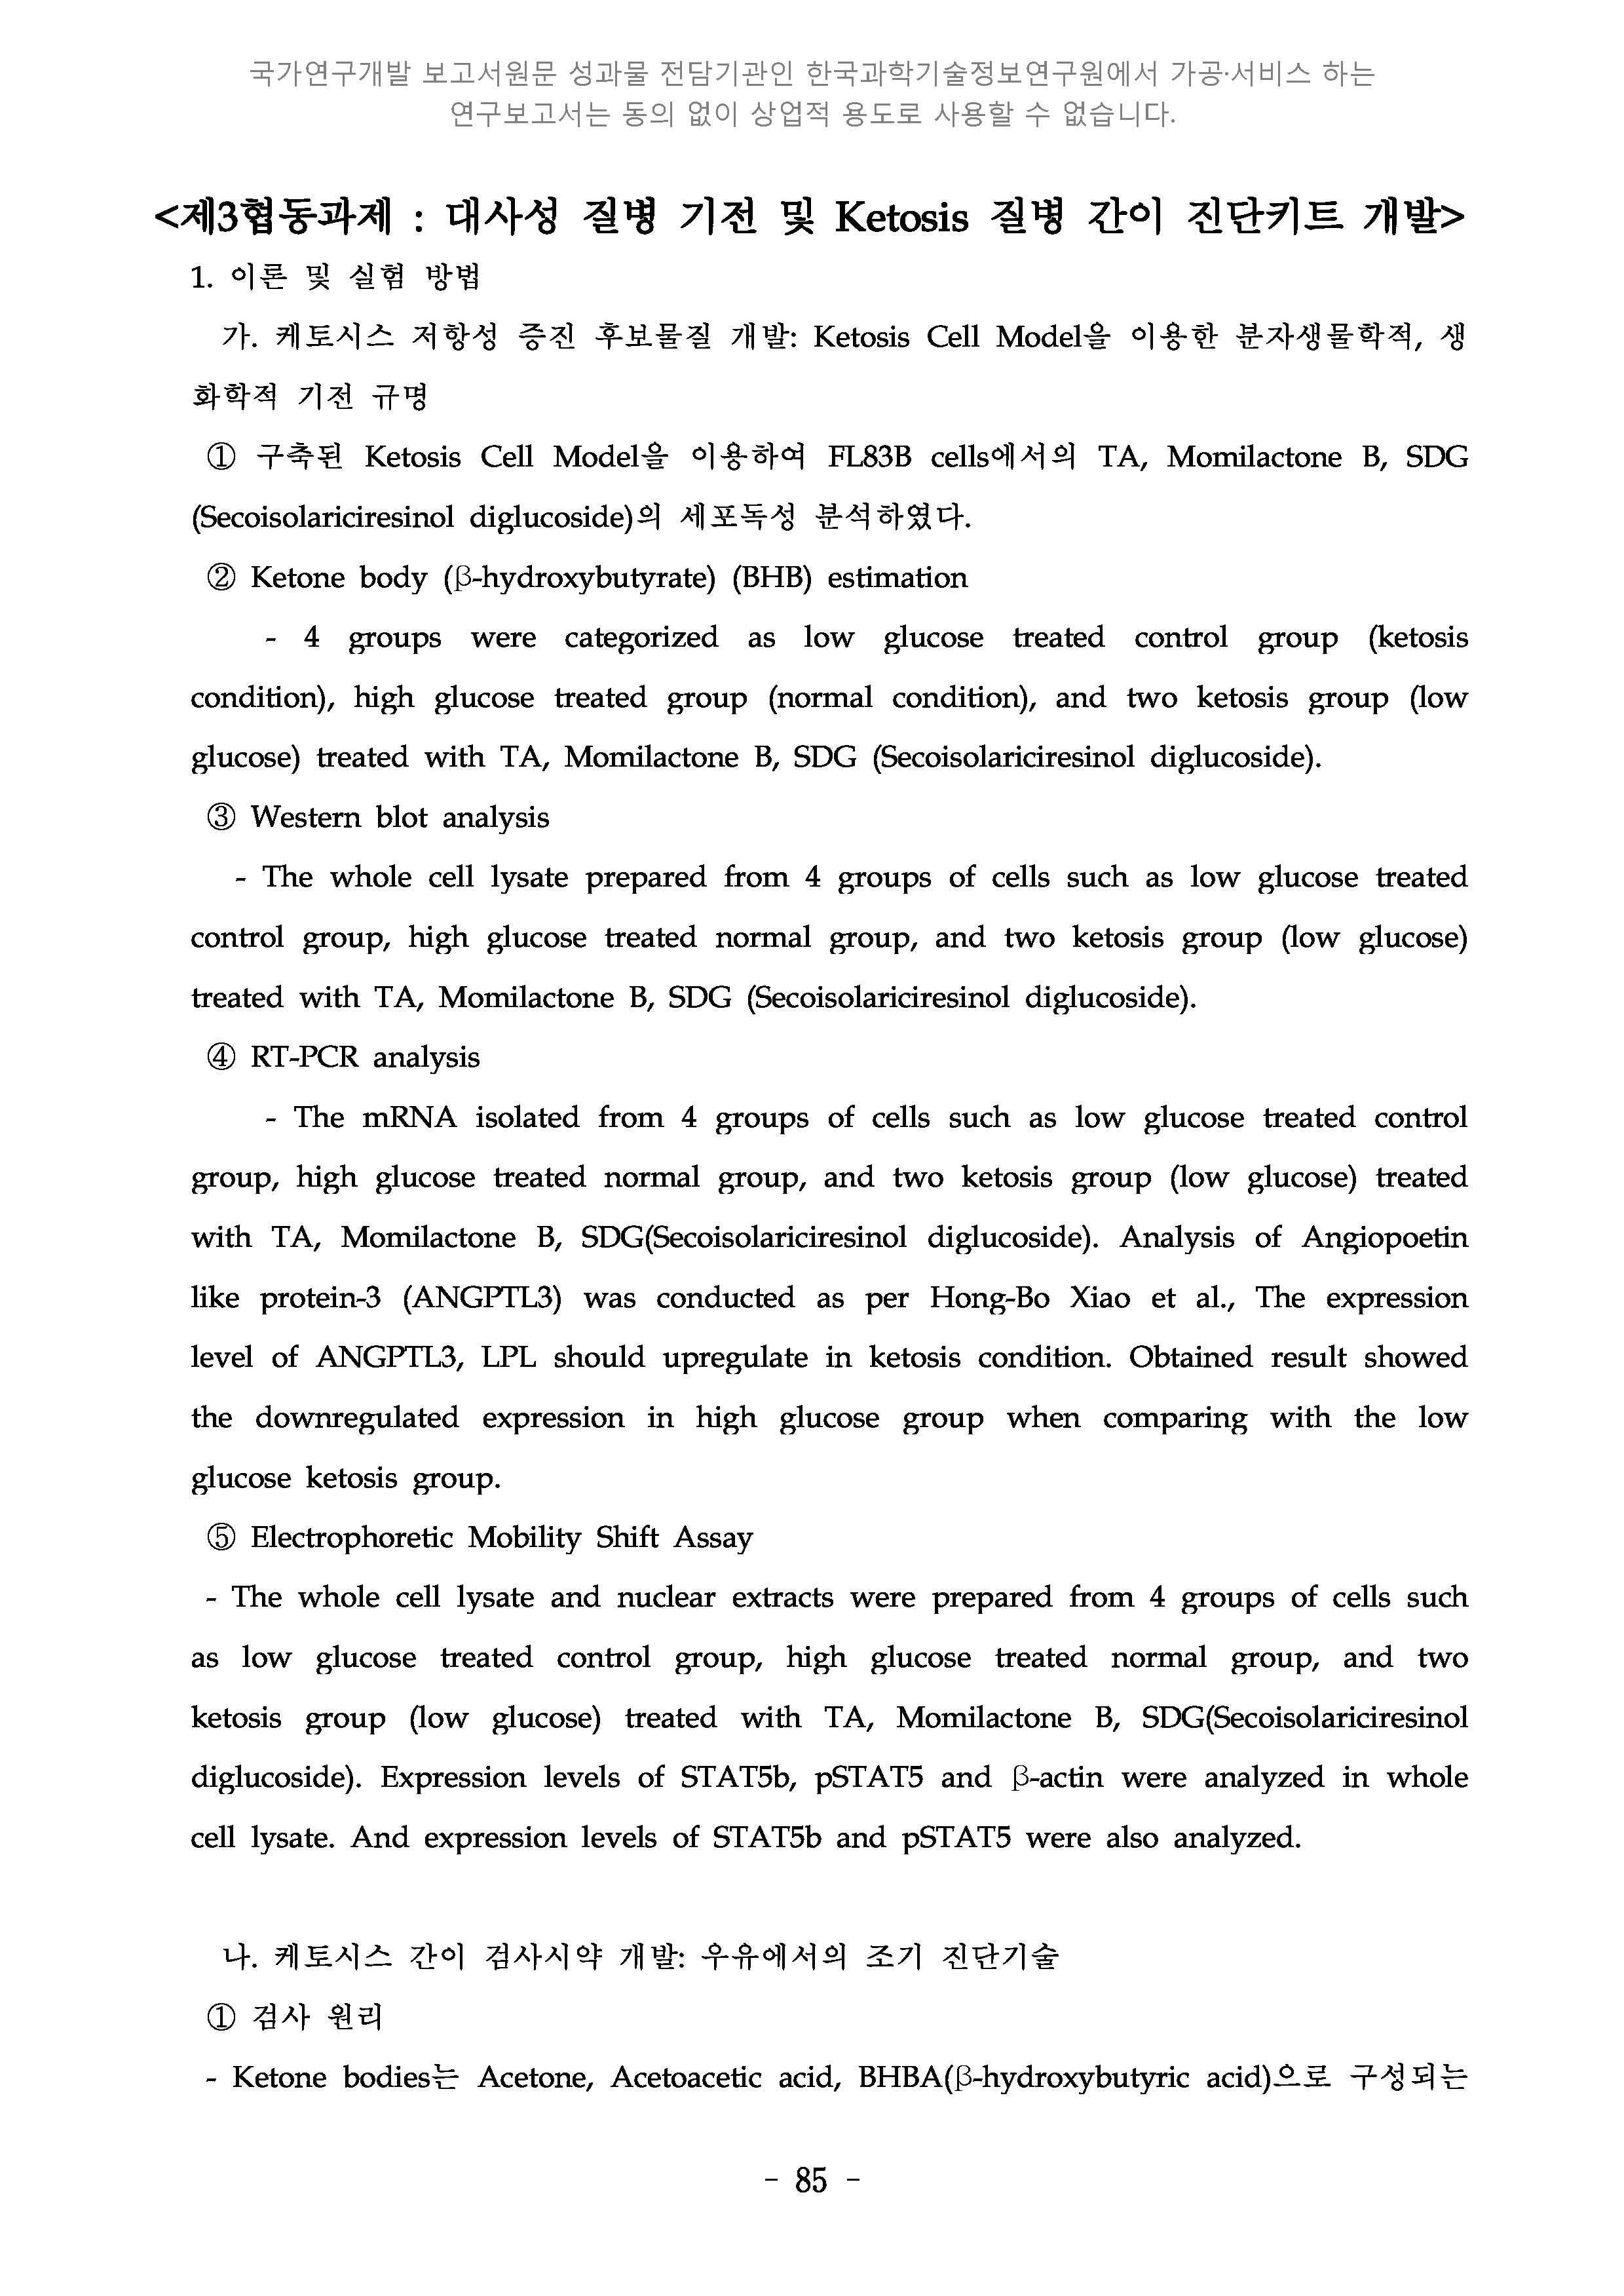 국가연구개발 보고서원문 성과물 전담기관인 한국과학기술정보연구원에서 가공·서비스 하는
연구보고서는 동의 없이 상업적 용도로 사용할 수 없습니다.
<제3협동과제 : 대사성 질병 기전 및 Ketosis 질병 간이 진단키트 개발>
1. 이론 및 실험 방법
가. 케토시스 저항성 증진 후보물질 개발: Ketosis Cell Model을 이용한 분자생물학적, 생
화학적 기전 규명
① 구축된 Ketosis Cell Model을 이용하여 FL83B cells에서의 TA, Momilactone B, SDG
(Secoisolariciresinol diglucoside)의 세포독성 분석하였다.
② Ketone body (β-hydroxybutyrate) (BHB) estimation
- 4 groups were categorized as low glucose treated control group (ketosis
condition), high glucose treated group (normal condition), and two ketosis group (low
glucose) treated with TA, Momilactone B, SDG (Secoisolariciresinol diglucoside).
③ Western blot analysis
- The whole cell lysate prepared from 4 groups of cells such as low glucose treated
control group, high glucose treated normal group, and two ketosis group (low glucose)
treated with TA, Momilactone B, SDG (Secoisolariciresinol diglucoside).
④ RT-PCR analysis
- The mRNA isolated from 4 groups of cells such as low glucose treated control
group, high glucose treated normal group, and two ketosis group (low glucose) treated
with TA, Momilactone B, SDG(Secoisolariciresinol diglucoside). Analysis of Angiopoetin
like protein-3 (ANGPTL3) was conducted as per Hong-Bo Xiao et al., The expression
level of ANGPTL3, LPL should upregulate in ketosis condition. Obtained result showed
the downregulated expression in high glucose group when comparing with the low
glucose ketosis group.
⑤ Electrophoretic Mobility Shift Assay
- The whole cell lysate and nuclear extracts were prepared from 4 groups of cells such
as low glucose treated control group, high glucose treated normal group, and two
ketosis group (low glucose) treated with TA, Momilactone B, SDG(Secoisolariciresinol
diglucoside). Expression levels of STAT5b, pSTAT5 and β-actin were analyzed in whole
cell lysate. And expression levels of STAT5b and pSTAT5 were also analyzed.
나. 케토시스 간이 검사시약 개발: 우유에서의 조기 진단기술
① 검사 원리
- Ketone bodies는 Acetone, Acetoacetic acid, BHBA(β-hydroxybutyric acid)으로 구성되는
- 85 -